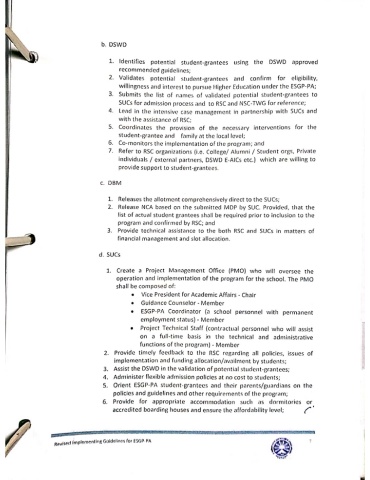 b. DSWD
1. Identifies potential student-grantees using the DSWD approved
recommended guidelines;
2. Validates potential student-grantees and confirm for eligibility,
willingness and interest to pursue Higher Education under the ESGP-PA;
3. Submits the list of names of validated potential student-grantees to
SUCs for admission process and to RSC and NSC-TWG for reference;
4. Lead in the intensive case management in partnership with SUCs and
with the assistance of RSC;
5. Coordinates the provision of the necessary interventions for the
student-grantee and family at the local level;
6. Co-monitors the implementation of the program; and
7. Refer to RSC organizations (i.e. College/ Alumni / Student orgs, Private
individuals / external partners, DSWD E-AICs etc.) which are willing to
provide support to student-grantees.
c. DBM
1. Releases the allotment comprehensively direct to the SUCs;
2. Release NCA based on the submitted MDP by SUC. Provided, that the
list of actual student grantees shall be required prior to inclusion to the
program and confirmed by RSC; and
3. Provide technical assistance to the both RSC and SUCs in matters of
financial management and slot allocation.
d. SUCs
1. Create a Project Management Office (PMO) who will oversee the
operation and implementation of the program for the school. The PMO
shall be composed of:
• Vice President for Academic Affairs - Chair
• Guidance Counselor - Member
• ESGP-PA Coordinator (a school personnel with permanent
employment status) - Member
• Project Technical Staff (contractual personnel who will assist
on a full-time basis in the technical and administrative
functions of the program) - Member
2. Provide timely feedback to the RSC regarding all policies, issues of
implementation and funding allocation/availment by students;
3. Assist the DSWD in the validation of potential student-grantees;
4. Administer flexible admission policies at no cost to students;
5. Orient ESGP-PA student-grantees and their parents/guardians on the
policies and guidelines and other requirements of the program;
6. Provide for appropriate accommodation such as dormitories or
accredited boarding houses and ensure the affordability level;
Revised Implementing Guidelines for ESGP PA
7